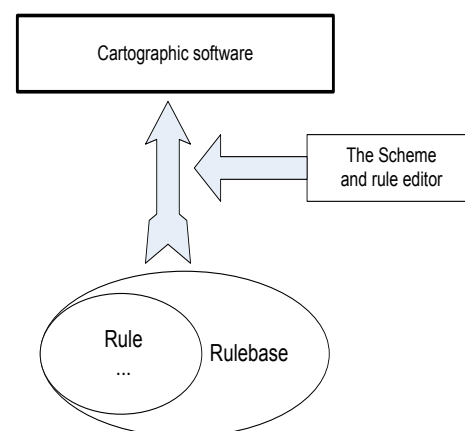 Cartographic software
The Scheme
and rule editor
Rule
...
Rulebase